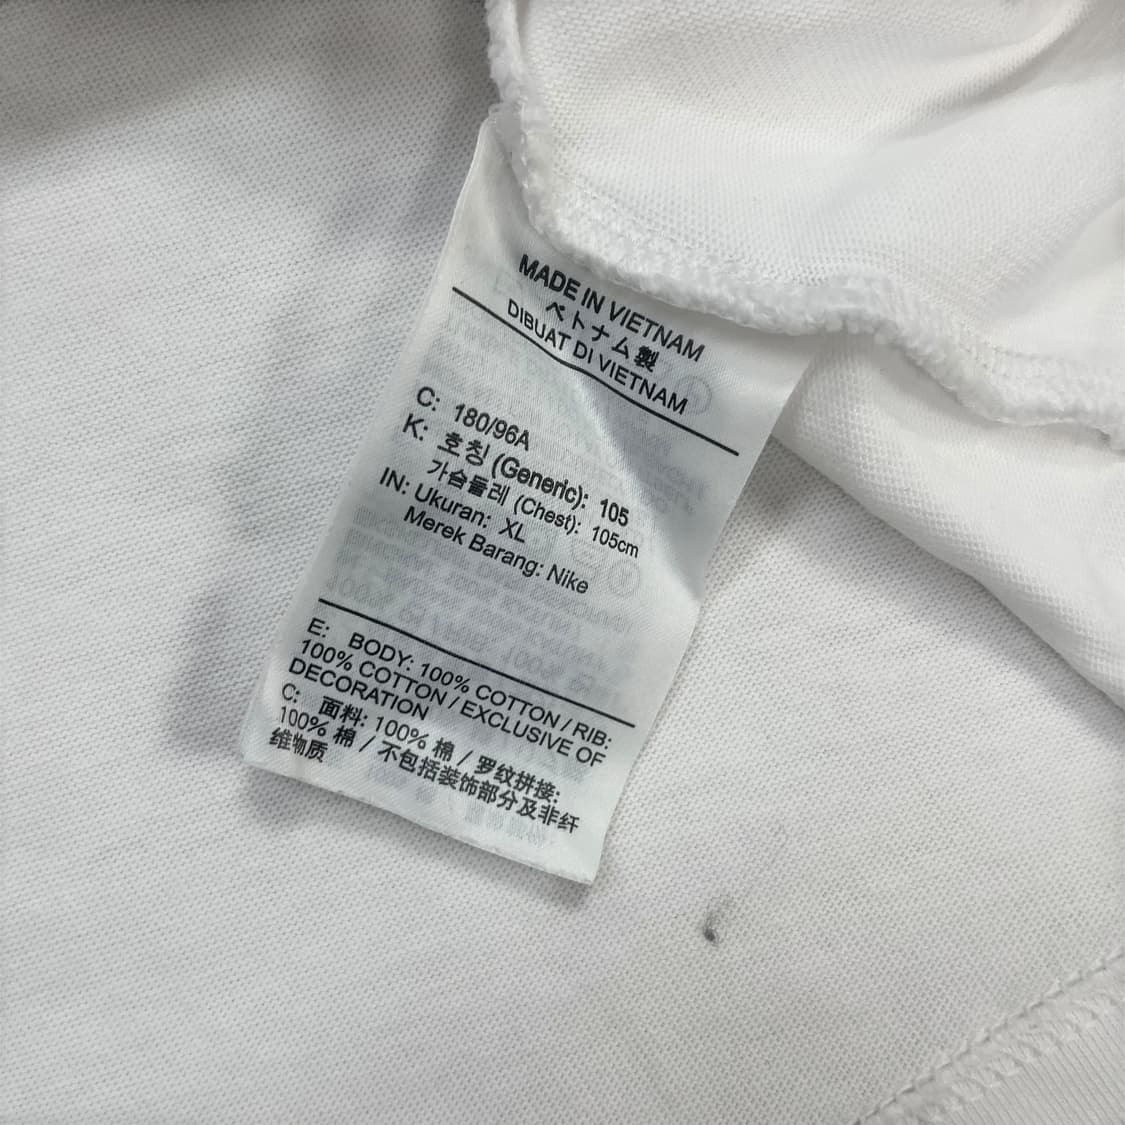 MADE IN VIETNAM
ベトナム製
DIBUAT DI VIETNAM
C: 180/96A
K: 호칭 (Generic): 105
가슴둘레 (Chest): 105cm
IN: Ukuran: XL
Merek Barang: Nike
E: BODY: 100% COTTON / RIB:
100% COTTON / EXCLUSIVE OF
DECORATION
C: 面料: 100% 棉 / 罗纹拼接:
100% 棉 / 不包括装饰部分及非纤
维物质